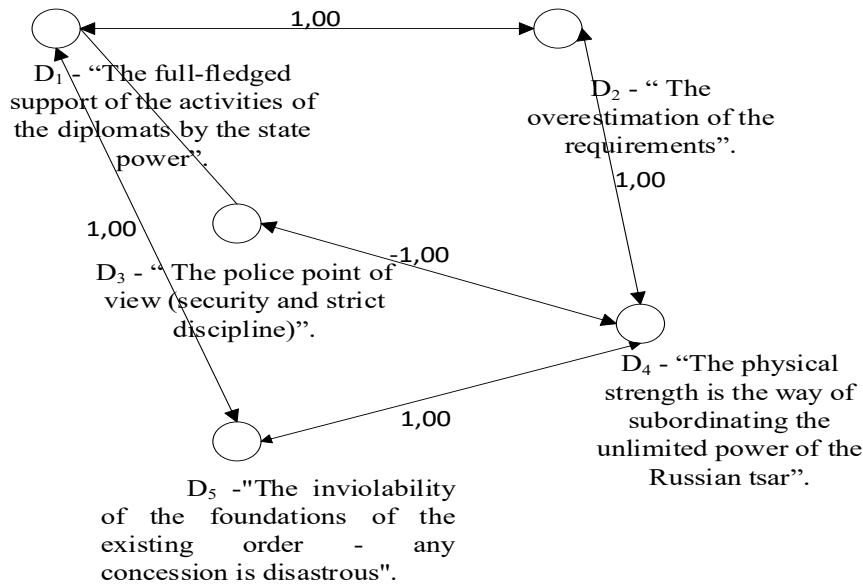 1,00
D₁ - “The full-fledged
support of the activities of
the diplomats by the state
power”.
D₂ - “ The
overestimation of the
requirements”.
1,00
1,00
-1,00
D₃ - “ The police point of
view (security and strict
discipline)”.
D₄ - “The physical
strength is the way of
subordinating the
unlimited power of the
Russian tsar”.
1,00
D₅ -"The inviolability
of the foundations of the
existing order - any
concession is disastrous".